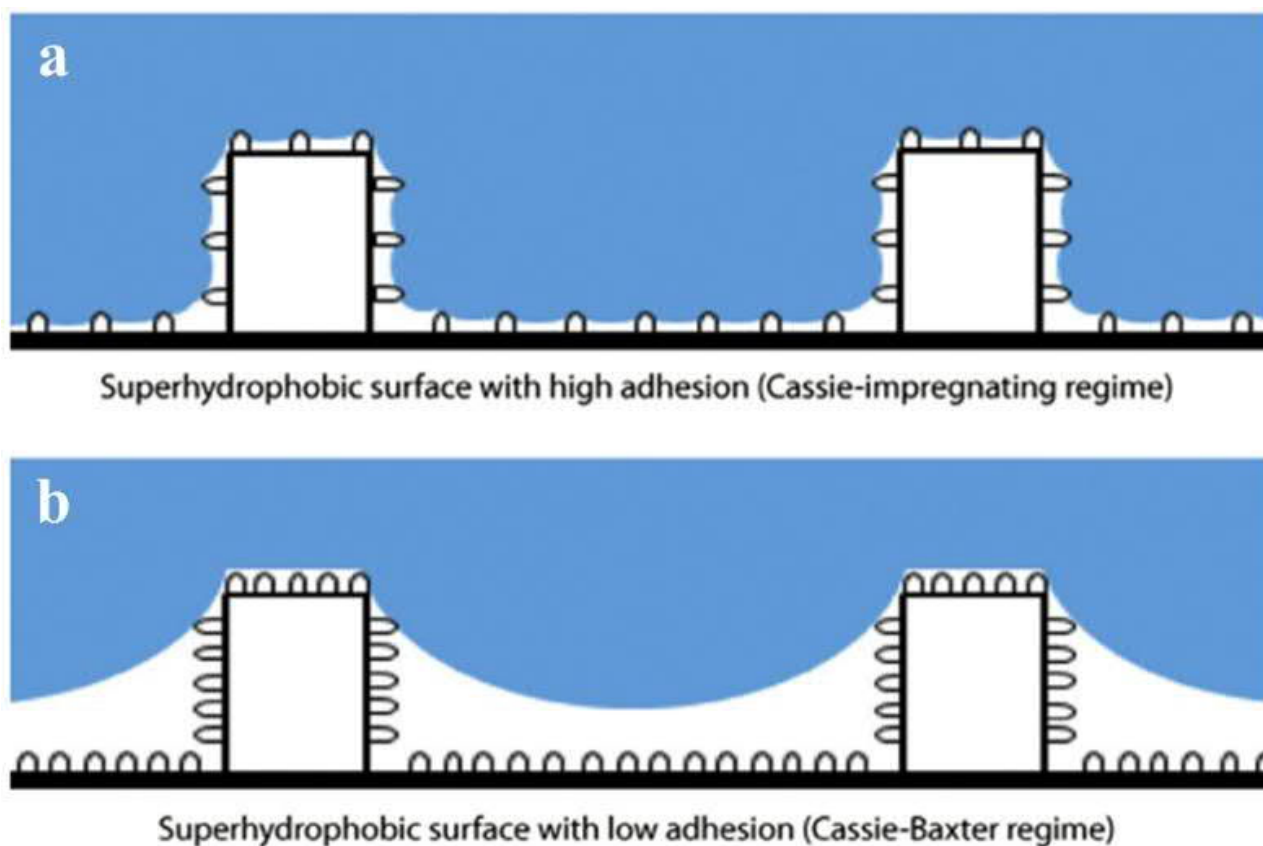 a
Superhydrophobic surface with high adhesion (Cassie-impregnating regime)
b
Superhydrophobic surface with low adhesion (Cassie-Baxter regime)